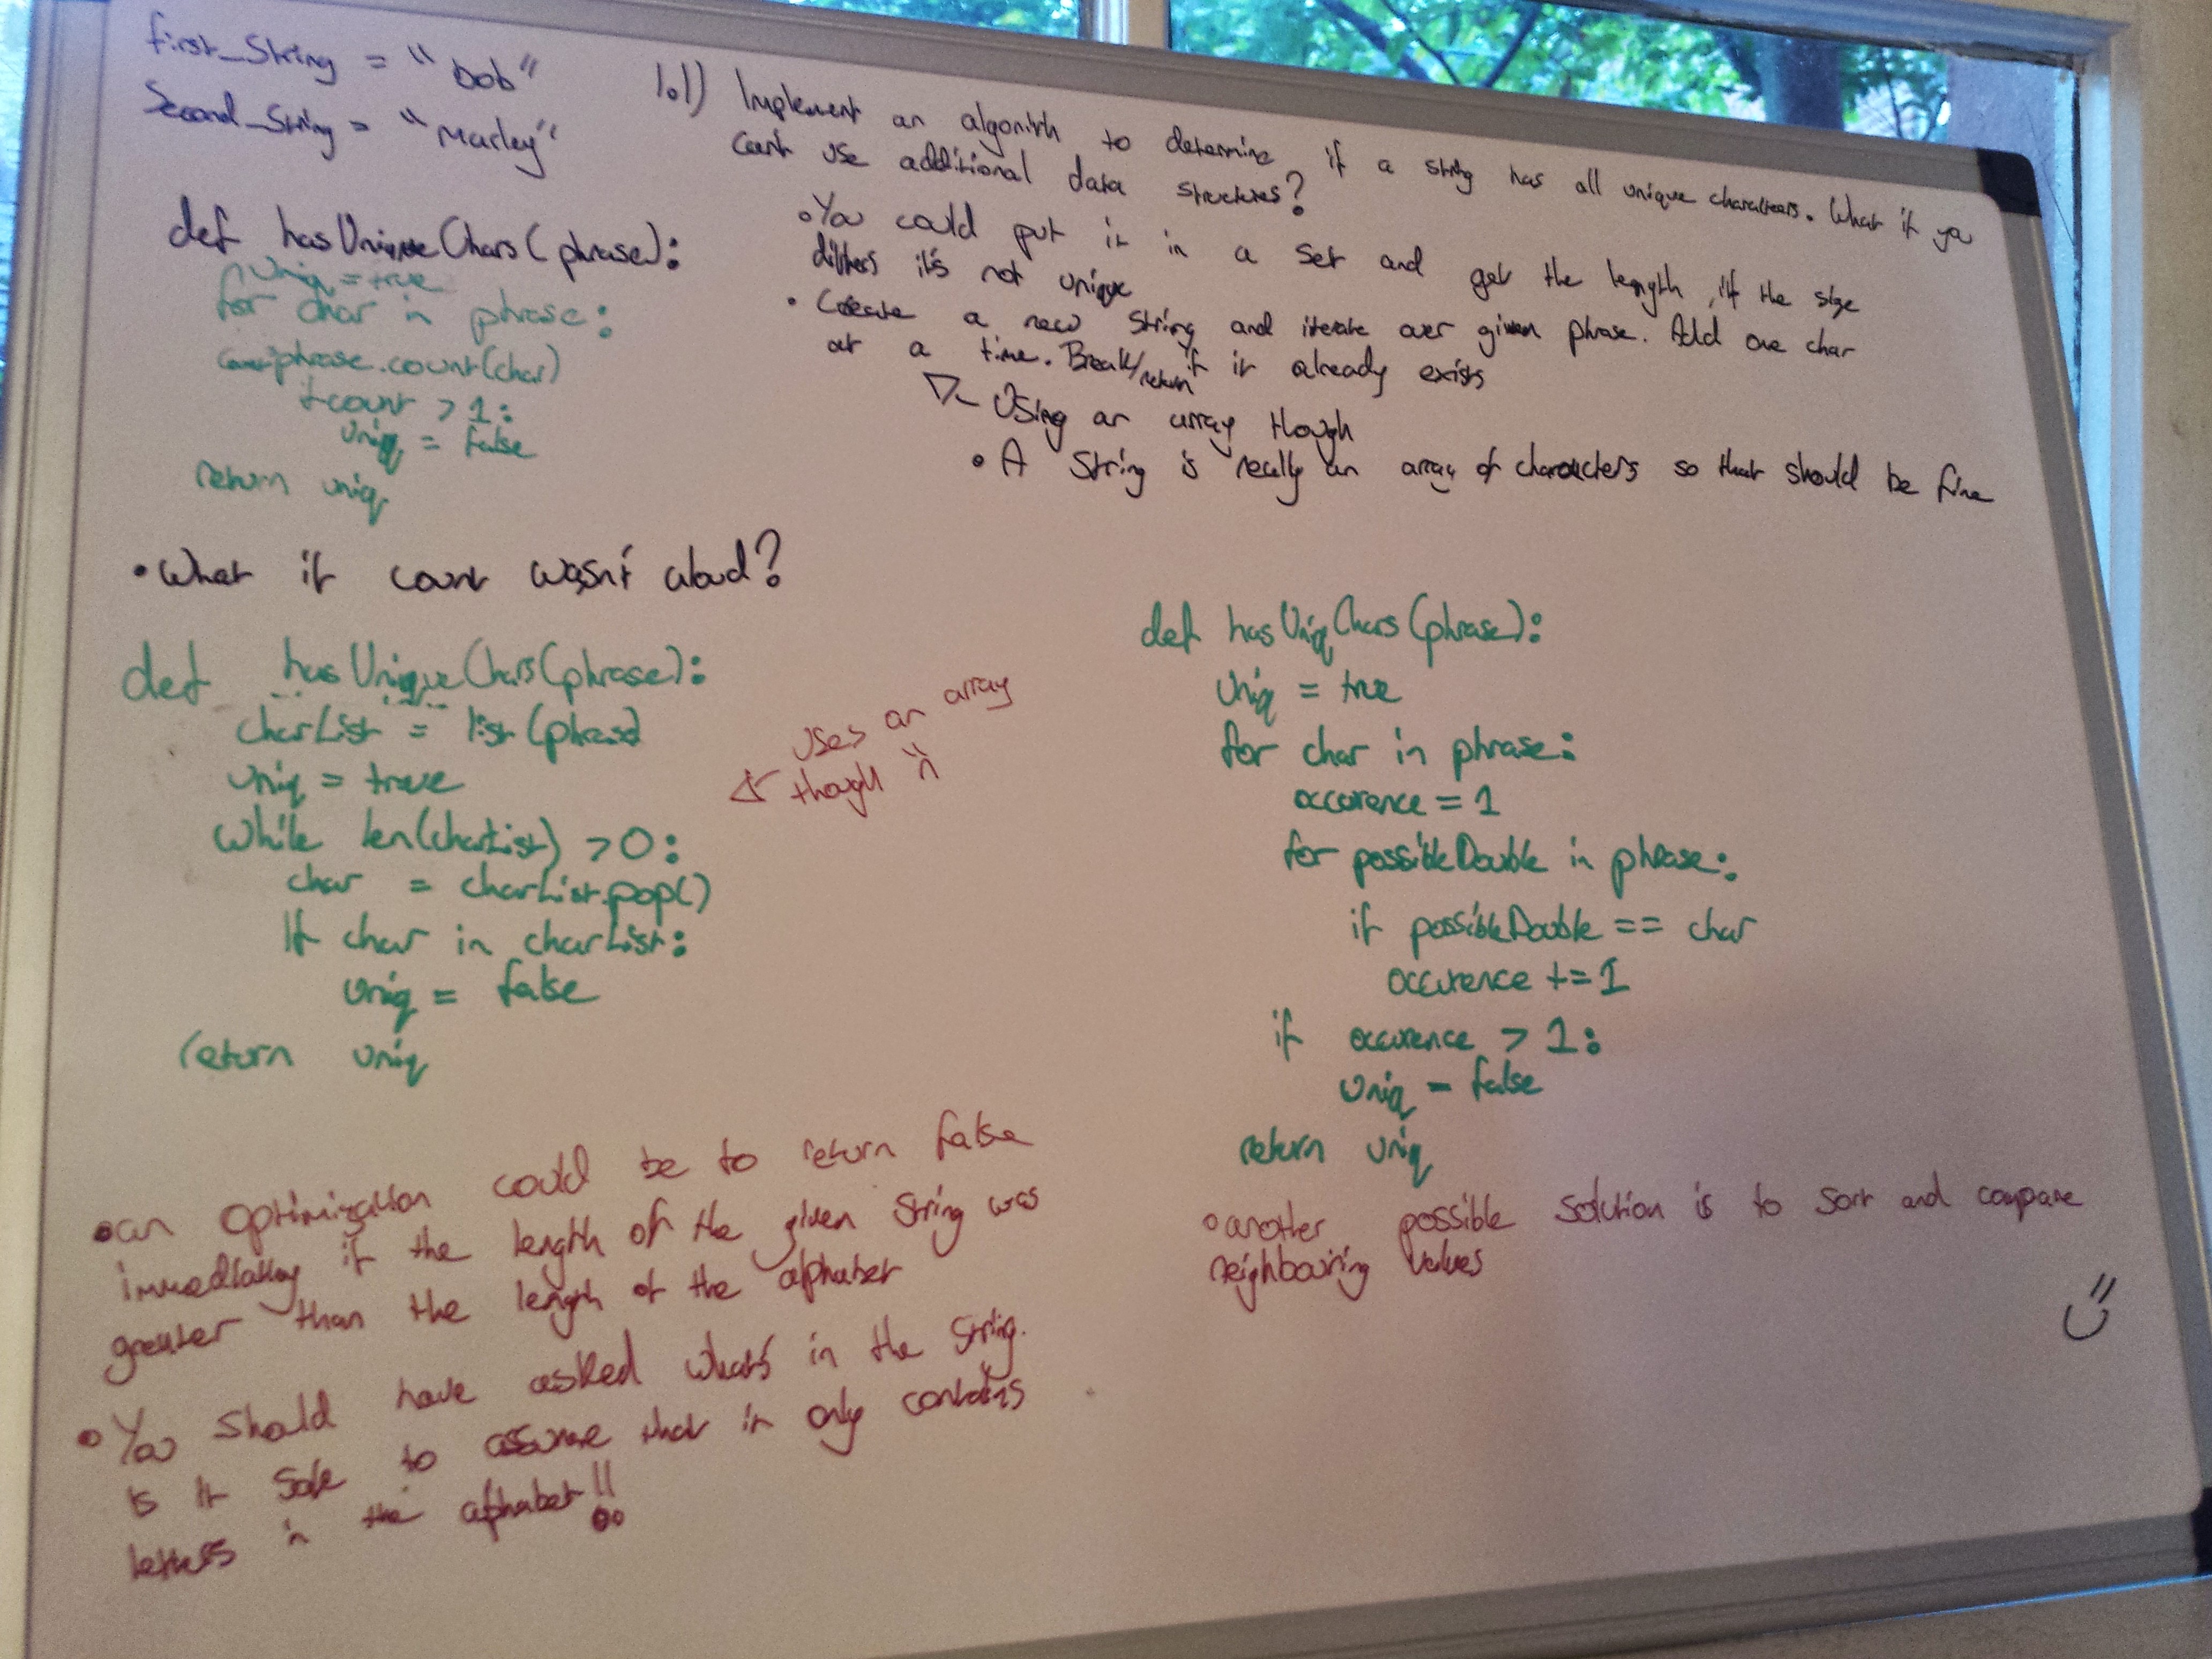 first_String = "bob"
Second_String = "Marley"
def hasUniqueChars(phrase):
uniq = true
for char in phrase:
count=phrase.count(char)
if count > 1:
uniq = false
return uniq
• What if count wasn't aloud?
def hasUniqueChars(phrase):
charList = list(phrase)
uniq = true
while len(charList) > 0:
char = charList.pop()
If char in charList:
uniq = false
return uniq
uses an array
though
• an optimization could be to return false
immediatley if the length of the given string was
greater than the length of the alphabet
• You should have asked what's in the string.
is it safe to assume that it only contains
letters in the alphabet!!
1.1) Implement an algorith to determine if a string has all unique characters. What if you
cant use additional data structures?
• You could put it in a set and get the length, if the size
differs it's not unique
• Create a new string and iterate over given phrase. Add one char
at a time. Break/return if it already exists
Using an array though
• A string is really an array of characters so that should be fine
def hasUniqChars(phrase):
uniq = true
for char in phrase:
occurence = 1
for possibleDouble in phrase:
if possibleDouble == char
occurence += 1
if occurence > 1:
uniq = false
return uniq
• another possible solution is to sort and compare
neighbouring values